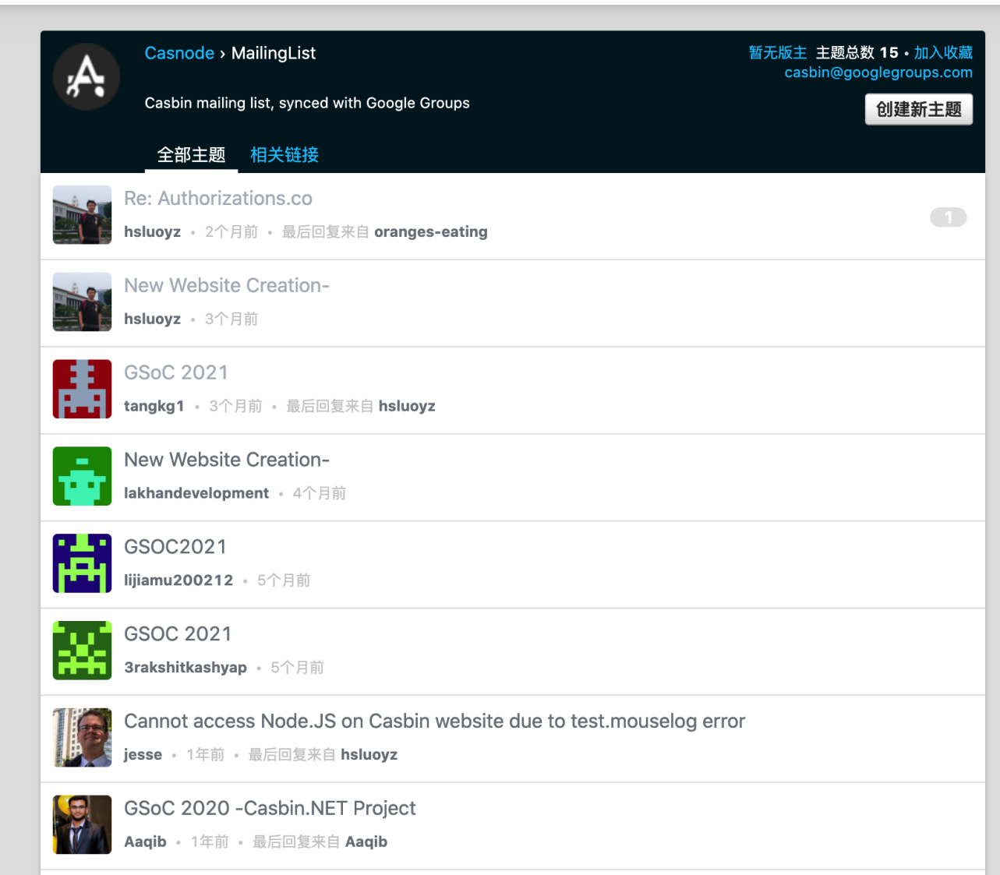 Casnode › MailingList
暂无版主 主题总数 15 • 加入收藏
casbin@googlegroups.com
Casbin mailing list, synced with Google Groups
创建新主题
全部主题 相关链接
Re: Authorizations.co
hsluoyz • 2个月前 • 最后回复来自 oranges-eating
1
New Website Creation-
hsluoyz • 3个月前
GSoC 2021
tangkg1 • 3个月前 • 最后回复来自 hsluoyz
New Website Creation-
lakhandevelopment • 4个月前
GSOC2021
lijiamu200212 • 5个月前
GSOC 2021
3rakshitkashyap • 5个月前
Cannot access Node.JS on Casbin website due to test.mouselog error
jesse • 1年前 • 最后回复来自 hsluoyz
GSoC 2020 -Casbin.NET Project
Aaqib • 1年前 • 最后回复来自 Aaqib